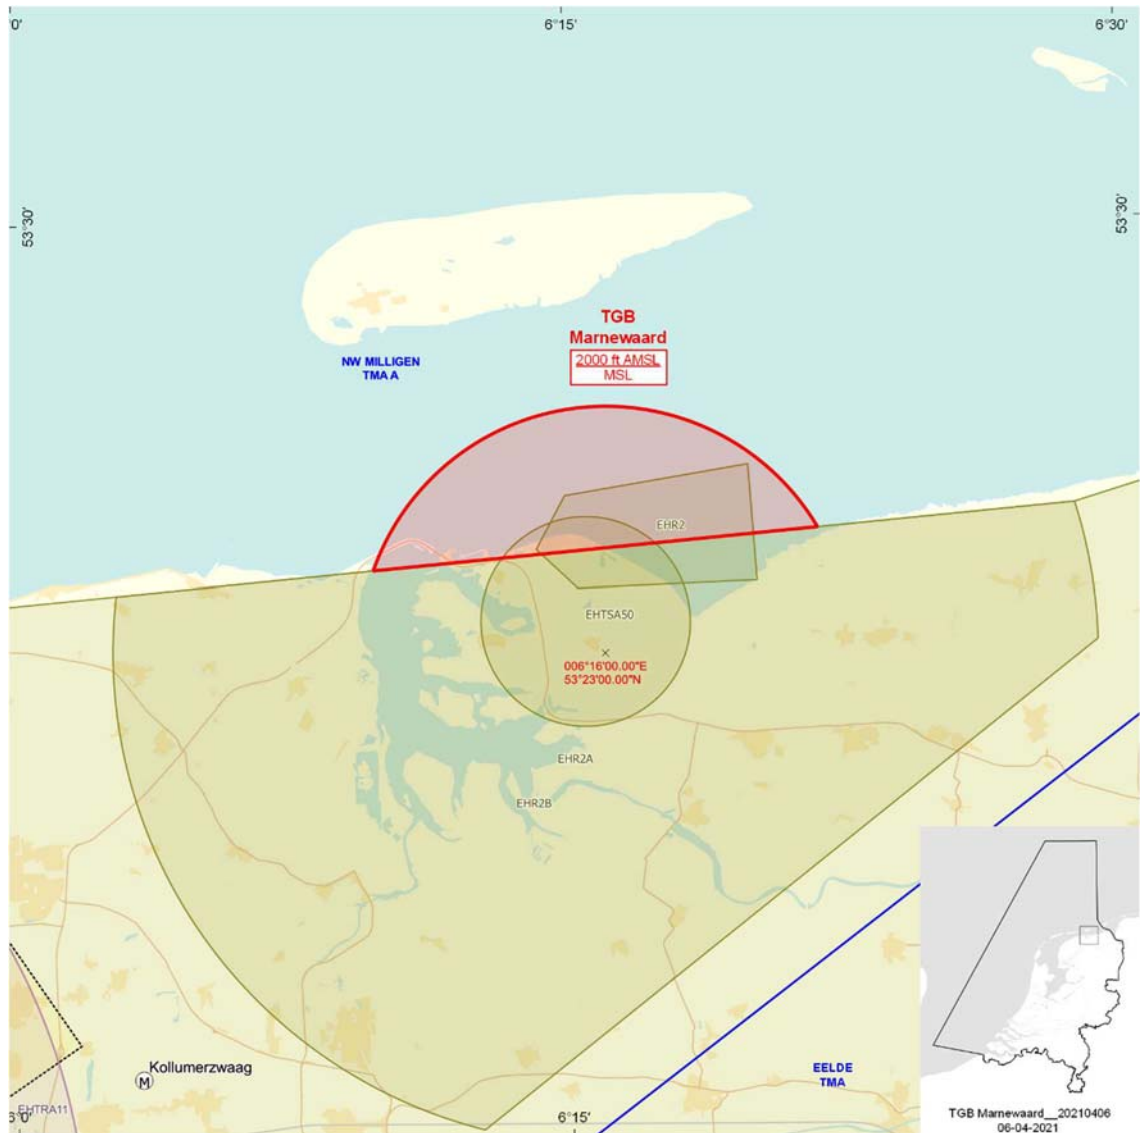 '0'
6°15'
6°30'
53°30'
53°30'
TGB
Marnewaard
2000 ft AMSL
MSL
NW MILLIGEN
TMA A
EHR2
EHTSA50
006°16'00.00"E
53°23'00.00"N
EHR2A
EHR2B
Kollumerzwaag
M
EELDE
TMA
EHTRA11
6°0'
6°15'
TGB Marnewaard__20210406
06-04-2021